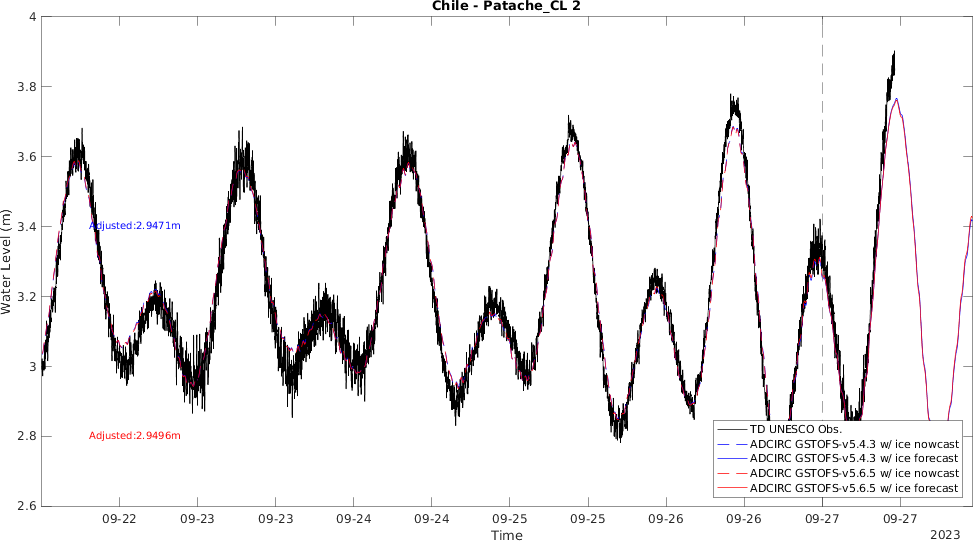 Chile - Patache_CL 2
4
3.8
3.6
3.4
3.2
3
2.8
2.6
Water Level (m)
Adjusted:2.9471m
Adjusted:2.9496m
TD UNESCO Obs.
ADCIRC GSTOFS-v5.4.3 w/ ice nowcast
ADCIRC GSTOFS-v5.4.3 w/ ice forecast
ADCIRC GSTOFS-v5.6.5 w/ ice nowcast
ADCIRC GSTOFS-v5.6.5 w/ ice forecast
09-22 09-23 09-23 09-24 09-24 09-25 09-25 09-26 09-26 09-27 09-27
Time
2023